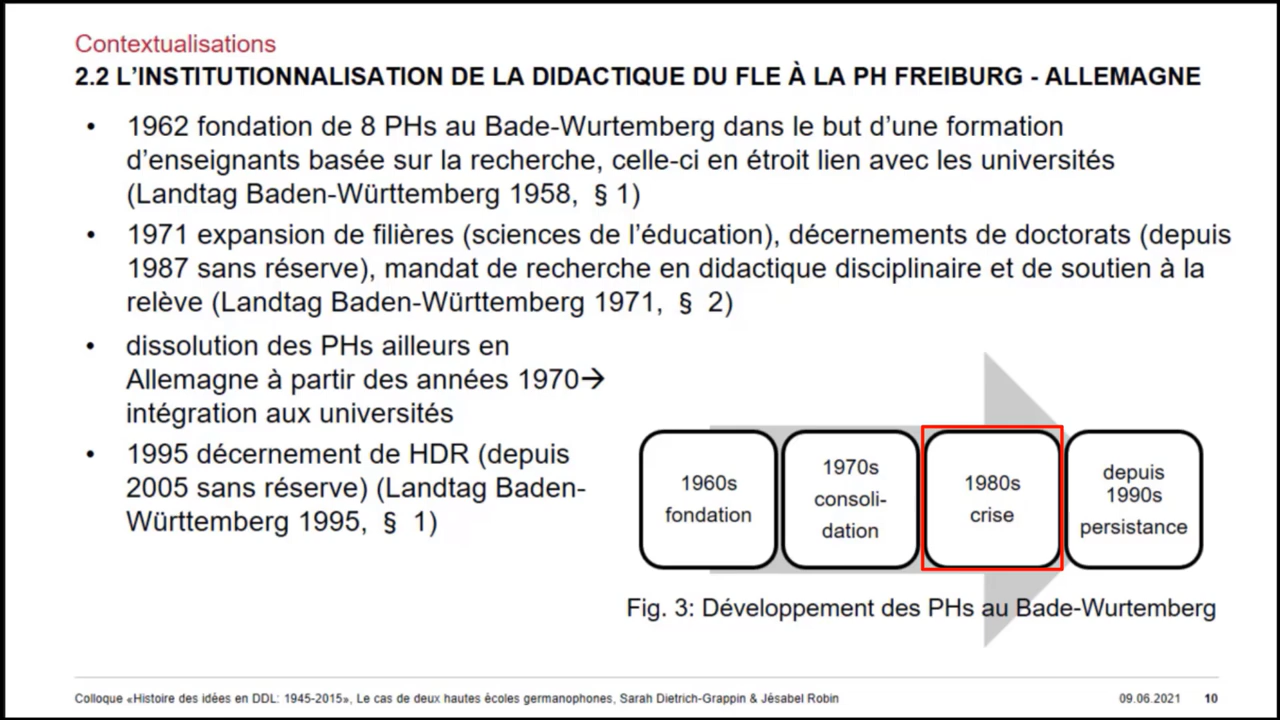 Contextualisations
2.2 L’INSTITUTIONNALISATION DE LA DIDACTIQUE DU FLE À LA PH FREIBURG - ALLEMAGNE
• 1962 fondation de 8 PHs au Bade-Wurtemberg dans le but d’une formation
d’enseignants basée sur la recherche, celle-ci en étroit lien avec les universités
(Landtag Baden-Württemberg 1958, § 1)
• 1971 expansion de filières (sciences de l’éducation), décernements de doctorats (depuis
1987 sans réserve), mandat de recherche en didactique disciplinaire et de soutien à la
relève (Landtag Baden-Württemberg 1971, § 2)
• dissolution des PHs ailleurs en
Allemagne à partir des années 1970→
intégration aux universités
• 1995 décernement de HDR (depuis
2005 sans réserve) (Landtag Baden-
Württemberg 1995, § 1)
1960s
fondation
1970s
consoli-
dation
1980s
crise
depuis
1990s
persistance
Fig. 3: Développement des PHs au Bade-Wurtemberg
Colloque «Histoire des idées en DDL: 1945-2015», Le cas de deux hautes écoles germanophones, Sarah Dietrich-Grappin & Jésabel Robin
09.06.2021 10